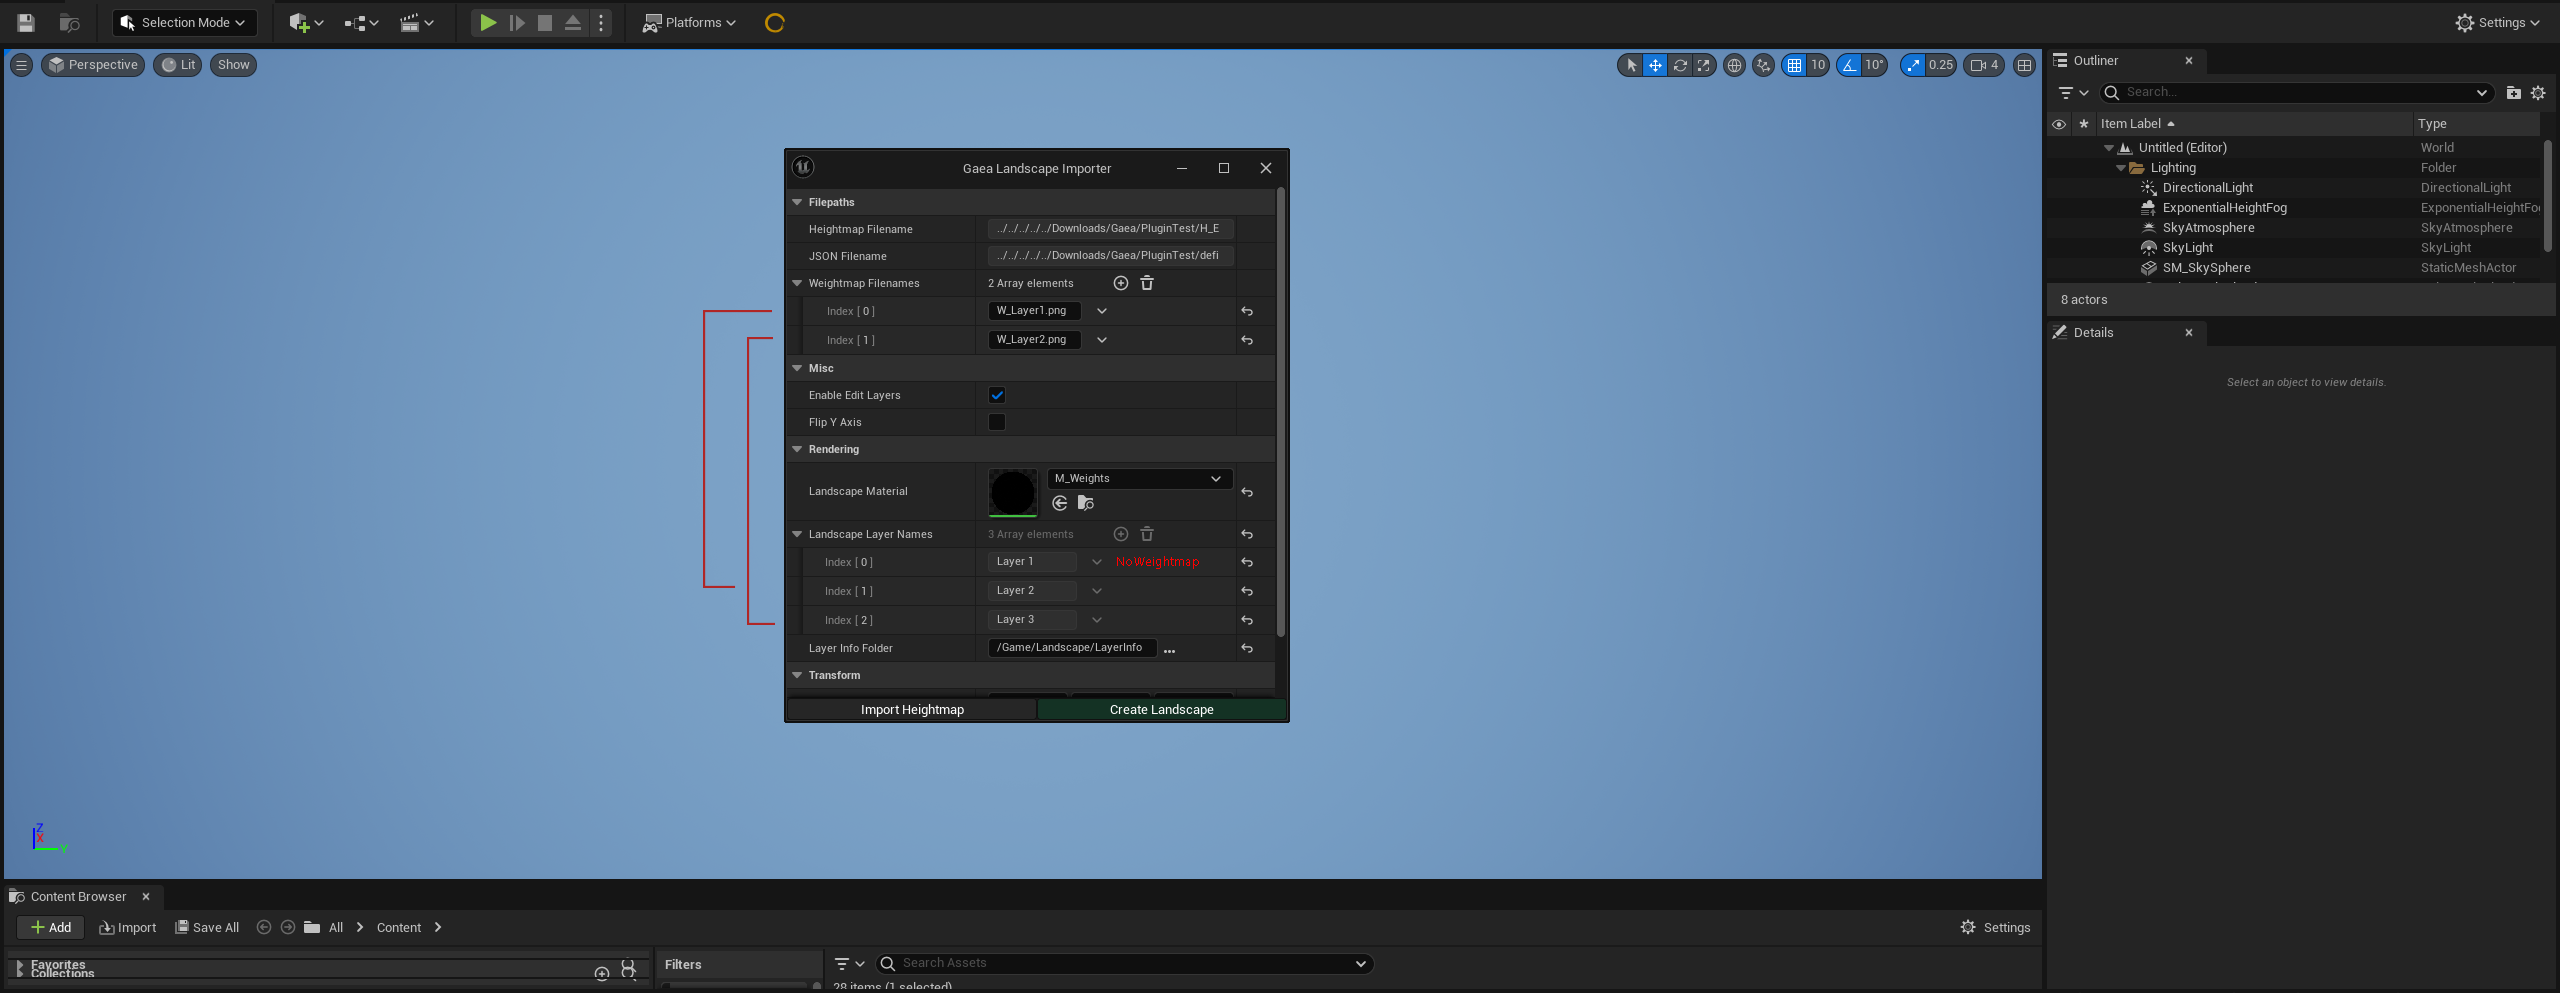 Selection Mode
Platforms
Settings
Perspective
Lit
Show
10
10°
0.25
4
Outliner
Search...
Item Label
Type
Untitled (Editor)
World
Lighting
Folder
DirectionalLight
DirectionalLight
ExponentialHeightFog
ExponentialHeightFo
SkyAtmosphere
SkyAtmosphere
SkyLight
SkyLight
SM_SkySphere
StaticMeshActor
8 actors
Details
Select an object to view details.
Gaea Landscape Importer
Filepaths
Heightmap Filename
../../../../../Downloads/Gaea/PluginTest/H_E
JSON Filename
../../../../../Downloads/Gaea/PluginTest/defi
Weightmap Filenames
2 Array elements
Index [ 0 ]
W_Layer1.png
Index [ 1 ]
W_Layer2.png
Misc
Enable Edit Layers
Flip Y Axis
Rendering
Landscape Material
M_Weights
Landscape Layer Names
3 Array elements
Index [ 0 ]
Layer 1
NoWeightmap
Index [ 1 ]
Layer 2
Index [ 2 ]
Layer 3
Layer Info Folder
/Game/Landscape/LayerInfo
...
Transform
Import Heightmap
Create Landscape
Z
X
Y
Content Browser
Add
Import
Save All
All
Content
Settings
Favorites
Collections
Filters
Search Assets
28 items (1 selected)